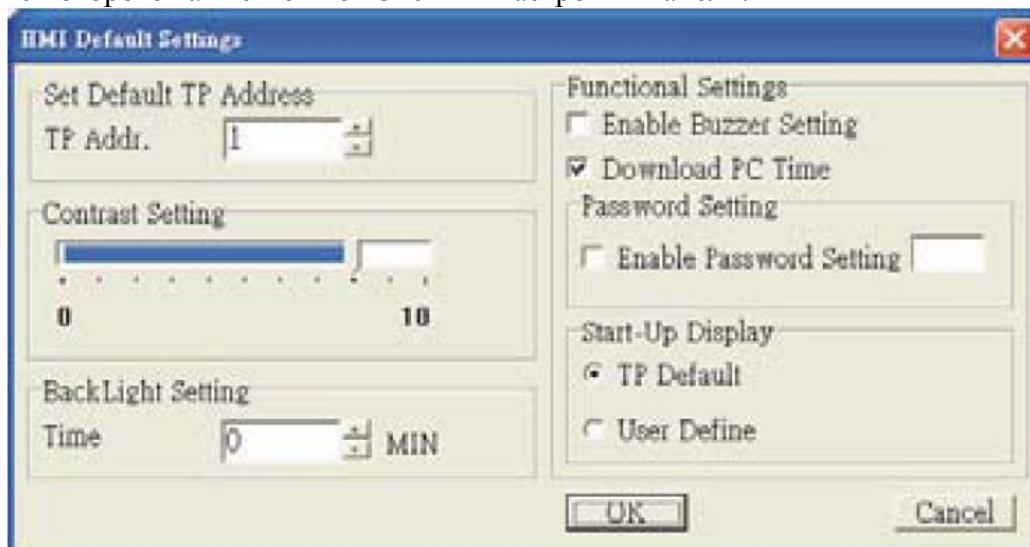 HMI Default Settings
Set Default TP Address
TP Addr. 1
Contrast Setting
0 10
BackLight Setting
Time 0 MIN
Functional Settings
Enable Buzzer Setting
Download PC Time
Password Setting
Enable Password Setting
Start-Up Display
TP Default
User Define
OK Cancel